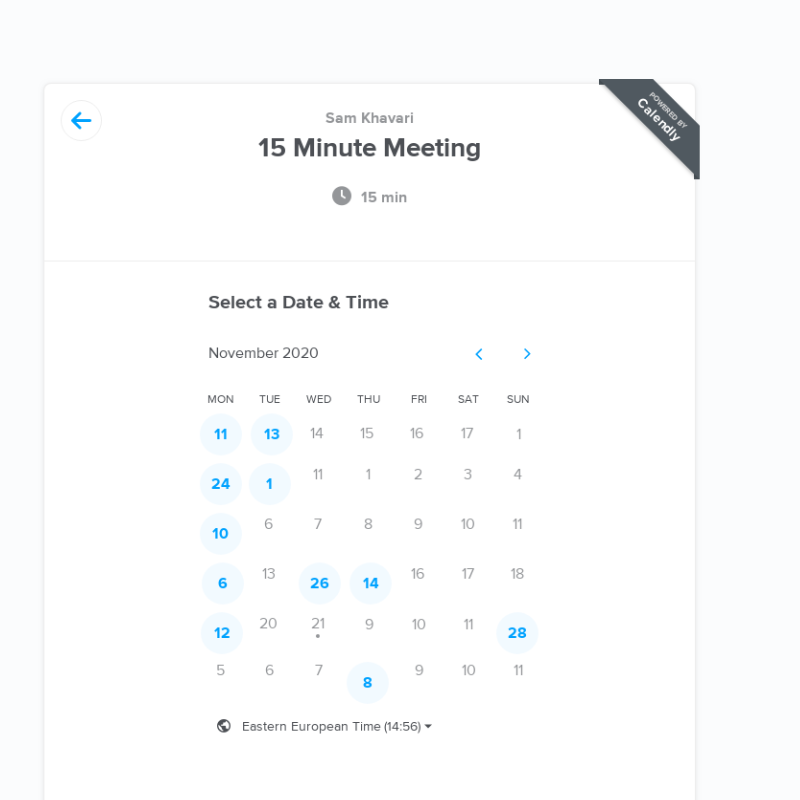 POWERED BY
Calendly
Sam Khavari
15 Minute Meeting
15 min
Select a Date & Time
November 2020
MON TUE WED THU FRI SAT SUN
11 13 14 15 16 17 1
24 1 11 1 2 3 4
10 6 7 8 9 10 11
6 13 26 14 16 17 18
12 20 21 9 10 11 28
5 6 7 8 9 10 11
Eastern European Time (14:56)